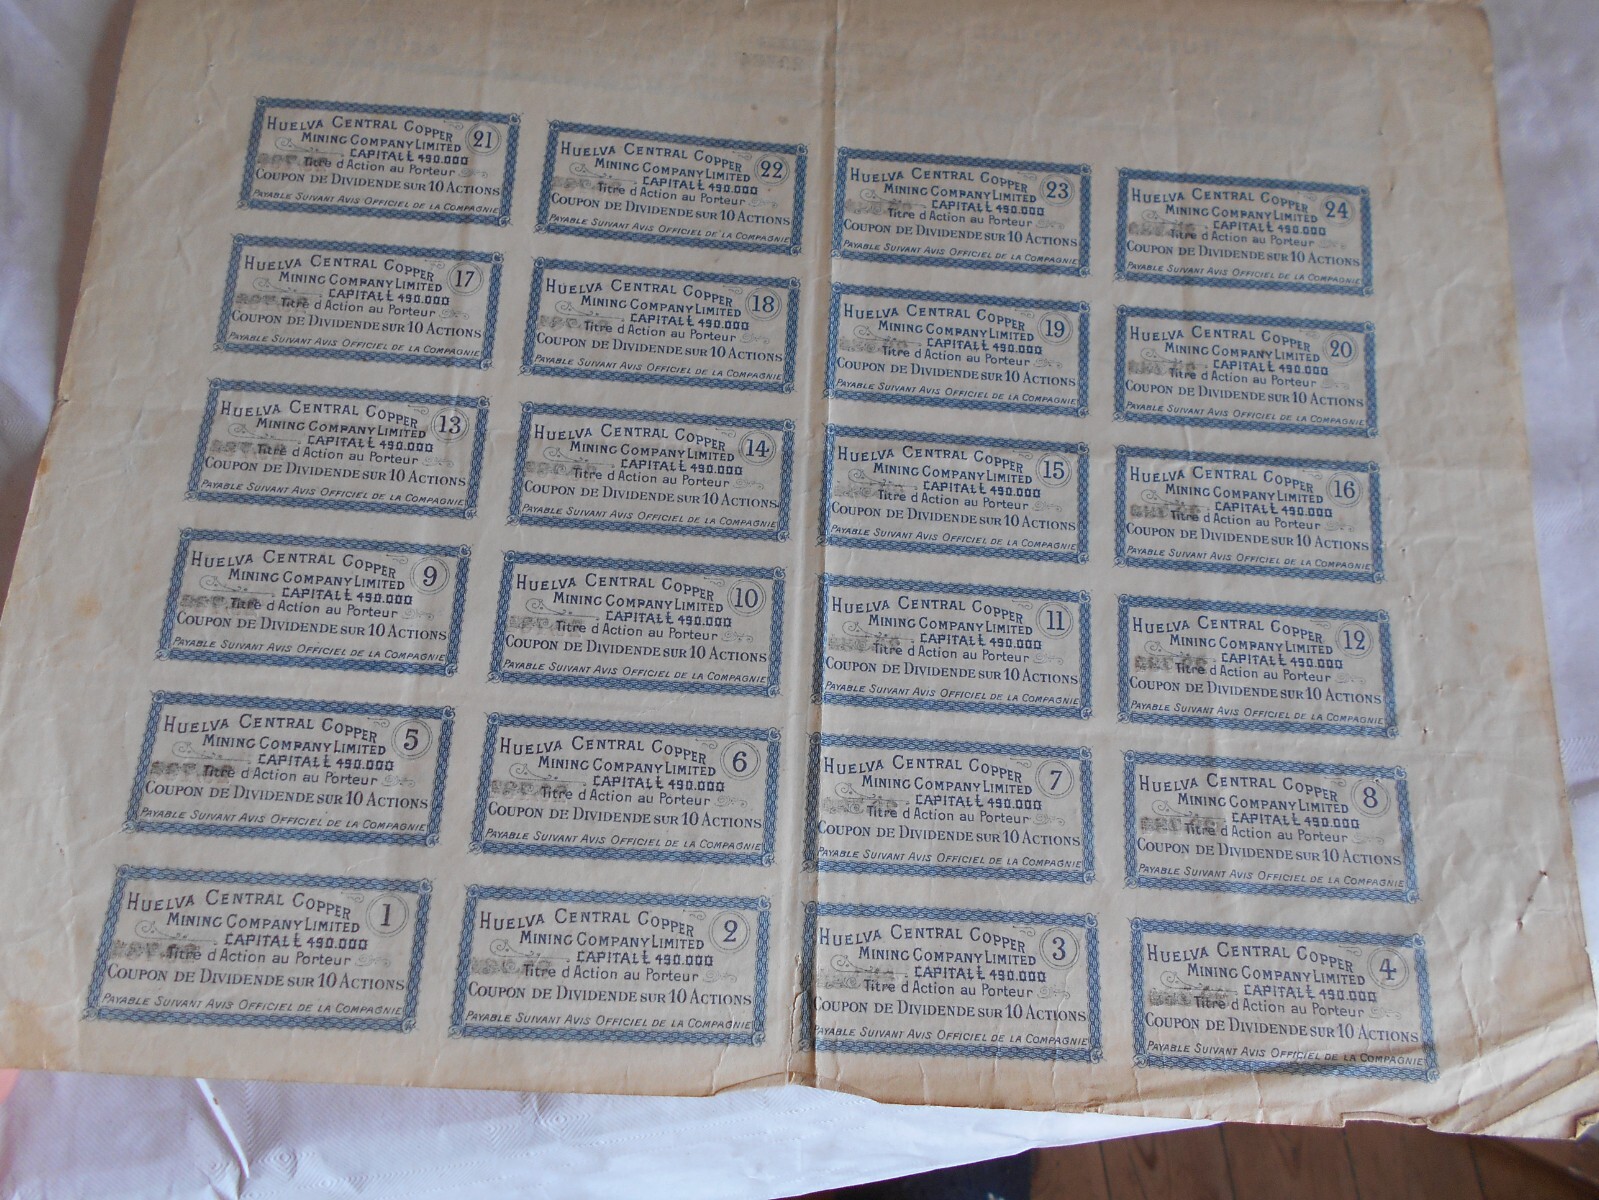 HUELVA CENTRAL COPPER
MINING COMPANY LIMITED
21
CAPITAL £ 490.000
Titre d'Action au Porteur
COUPON DE DIVIDENDE SUR 10 ACTIONS
PAYABLE SUIVANT AVIS OFFICIEL DE LA COMPAGNIE
HUELVA CENTRAL COPPER
MINING COMPANY LIMITED
22
CAPITAL £ 490.000
Titre d'Action au Porteur
COUPON DE DIVIDENDE SUR 10 ACTIONS
PAYABLE SUIVANT AVIS OFFICIEL DE LA COMPAGNIE
HUELVA CENTRAL COPPER
MINING COMPANY LIMITED
23
CAPITAL £ 490.000
Titre d'Action au Porteur
COUPON DE DIVIDENDE SUR 10 ACTIONS
PAYABLE SUIVANT AVIS OFFICIEL DE LA COMPAGNIE
HUELVA CENTRAL COPPER
MINING COMPANY LIMITED
24
CAPITAL £ 490.000
Titre d'Action au Porteur
COUPON DE DIVIDENDE SUR 10 ACTIONS
PAYABLE SUIVANT AVIS OFFICIEL DE LA COMPAGNIE
HUELVA CENTRAL COPPER
MINING COMPANY LIMITED
17
CAPITAL £ 490.000
Titre d'Action au Porteur
COUPON DE DIVIDENDE SUR 10 ACTIONS
PAYABLE SUIVANT AVIS OFFICIEL DE LA COMPAGNIE
HUELVA CENTRAL COPPER
MINING COMPANY LIMITED
18
CAPITAL £ 490.000
Titre d'Action au Porteur
COUPON DE DIVIDENDE SUR 10 ACTIONS
PAYABLE SUIVANT AVIS OFFICIEL DE LA COMPAGNIE
HUELVA CENTRAL COPPER
MINING COMPANY LIMITED
19
CAPITAL £ 490.000
Titre d'Action au Porteur
COUPON DE DIVIDENDE SUR 10 ACTIONS
PAYABLE SUIVANT AVIS OFFICIEL DE LA COMPAGNIE
HUELVA CENTRAL COPPER
MINING COMPANY LIMITED
20
CAPITAL £ 490.000
Titre d'Action au Porteur
COUPON DE DIVIDENDE SUR 10 ACTIONS
PAYABLE SUIVANT AVIS OFFICIEL DE LA COMPAGNIE
HUELVA CENTRAL COPPER
MINING COMPANY LIMITED
13
CAPITAL £ 490.000
Titre d'Action au Porteur
COUPON DE DIVIDENDE SUR 10 ACTIONS
PAYABLE SUIVANT AVIS OFFICIEL DE LA COMPAGNIE
HUELVA CENTRAL COPPER
MINING COMPANY LIMITED
14
CAPITAL £ 490.000
Titre d'Action au Porteur
COUPON DE DIVIDENDE SUR 10 ACTIONS
PAYABLE SUIVANT AVIS OFFICIEL DE LA COMPAGNIE
HUELVA CENTRAL COPPER
MINING COMPANY LIMITED
15
CAPITAL £ 490.000
Titre d'Action au Porteur
COUPON DE DIVIDENDE SUR 10 ACTIONS
PAYABLE SUIVANT AVIS OFFICIEL DE LA COMPAGNIE
HUELVA CENTRAL COPPER
MINING COMPANY LIMITED
16
CAPITAL £ 490.000
Titre d'Action au Porteur
COUPON DE DIVIDENDE SUR 10 ACTIONS
PAYABLE SUIVANT AVIS OFFICIEL DE LA COMPAGNIE
HUELVA CENTRAL COPPER
MINING COMPANY LIMITED
9
CAPITAL £ 490.000
Titre d'Action au Porteur
COUPON DE DIVIDENDE SUR 10 ACTIONS
PAYABLE SUIVANT AVIS OFFICIEL DE LA COMPAGNIE
HUELVA CENTRAL COPPER
MINING COMPANY LIMITED
10
CAPITAL £ 490.000
Titre d'Action au Porteur
COUPON DE DIVIDENDE SUR 10 ACTIONS
PAYABLE SUIVANT AVIS OFFICIEL DE LA COMPAGNIE
HUELVA CENTRAL COPPER
MINING COMPANY LIMITED
11
CAPITAL £ 490.000
Titre d'Action au Porteur
COUPON DE DIVIDENDE SUR 10 ACTIONS
PAYABLE SUIVANT AVIS OFFICIEL DE LA COMPAGNIE
HUELVA CENTRAL COPPER
MINING COMPANY LIMITED
12
CAPITAL £ 490.000
Titre d'Action au Porteur
COUPON DE DIVIDENDE SUR 10 ACTIONS
PAYABLE SUIVANT AVIS OFFICIEL DE LA COMPAGNIE
HUELVA CENTRAL COPPER
MINING COMPANY LIMITED
5
CAPITAL £ 490.000
Titre d'Action au Porteur
COUPON DE DIVIDENDE SUR 10 ACTIONS
PAYABLE SUIVANT AVIS OFFICIEL DE LA COMPAGNIE
HUELVA CENTRAL COPPER
MINING COMPANY LIMITED
6
CAPITAL £ 490.000
Titre d'Action au Porteur
COUPON DE DIVIDENDE SUR 10 ACTIONS
PAYABLE SUIVANT AVIS OFFICIEL DE LA COMPAGNIE
HUELVA CENTRAL COPPER
MINING COMPANY LIMITED
7
CAPITAL £ 490.000
Titre d'Action au Porteur
COUPON DE DIVIDENDE SUR 10 ACTIONS
PAYABLE SUIVANT AVIS OFFICIEL DE LA COMPAGNIE
HUELVA CENTRAL COPPER
MINING COMPANY LIMITED
8
CAPITAL £ 490.000
Titre d'Action au Porteur
COUPON DE DIVIDENDE SUR 10 ACTIONS
PAYABLE SUIVANT AVIS OFFICIEL DE LA COMPAGNIE
HUELVA CENTRAL COPPER
MINING COMPANY LIMITED
1
CAPITAL £ 490.000
Titre d'Action au Porteur
COUPON DE DIVIDENDE SUR 10 ACTIONS
PAYABLE SUIVANT AVIS OFFICIEL DE LA COMPAGNIE
HUELVA CENTRAL COPPER
MINING COMPANY LIMITED
2
CAPITAL £ 490.000
Titre d'Action au Porteur
COUPON DE DIVIDENDE SUR 10 ACTIONS
PAYABLE SUIVANT AVIS OFFICIEL DE LA COMPAGNIE
HUELVA CENTRAL COPPER
MINING COMPANY LIMITED
3
CAPITAL £ 490.000
Titre d'Action au Porteur
COUPON DE DIVIDENDE SUR 10 ACTIONS
PAYABLE SUIVANT AVIS OFFICIEL DE LA COMPAGNIE
HUELVA CENTRAL COPPER
MINING COMPANY LIMITED
4
CAPITAL £ 490.000
Titre d'Action au Porteur
COUPON DE DIVIDENDE SUR 10 ACTIONS
PAYABLE SUIVANT AVIS OFFICIEL DE LA COMPAGNIE